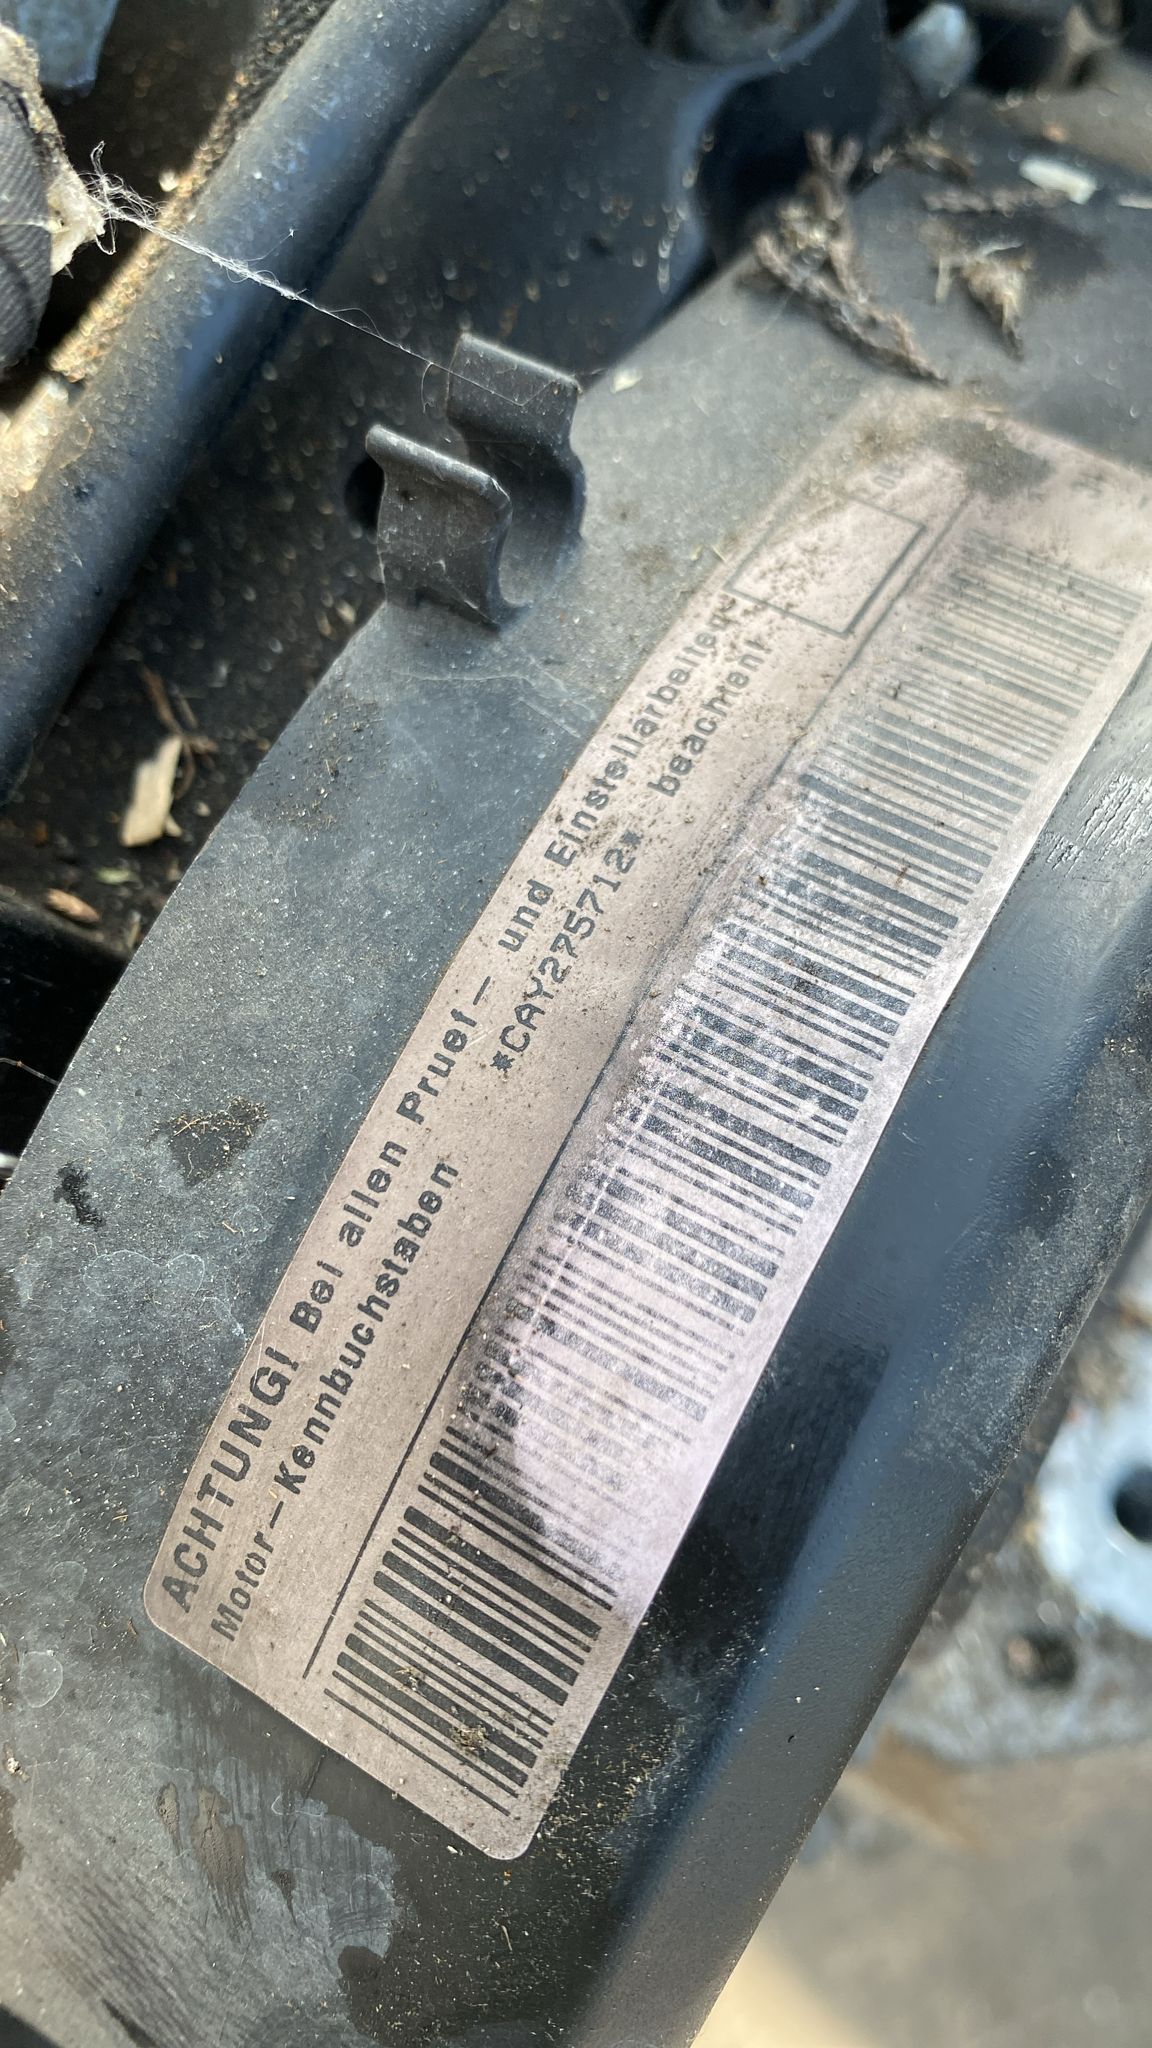 ACHTUNG! Bei allen Pruef- und Einstellarbeiten
Motor-Kennbuchstaben *CAY275712* beachten!